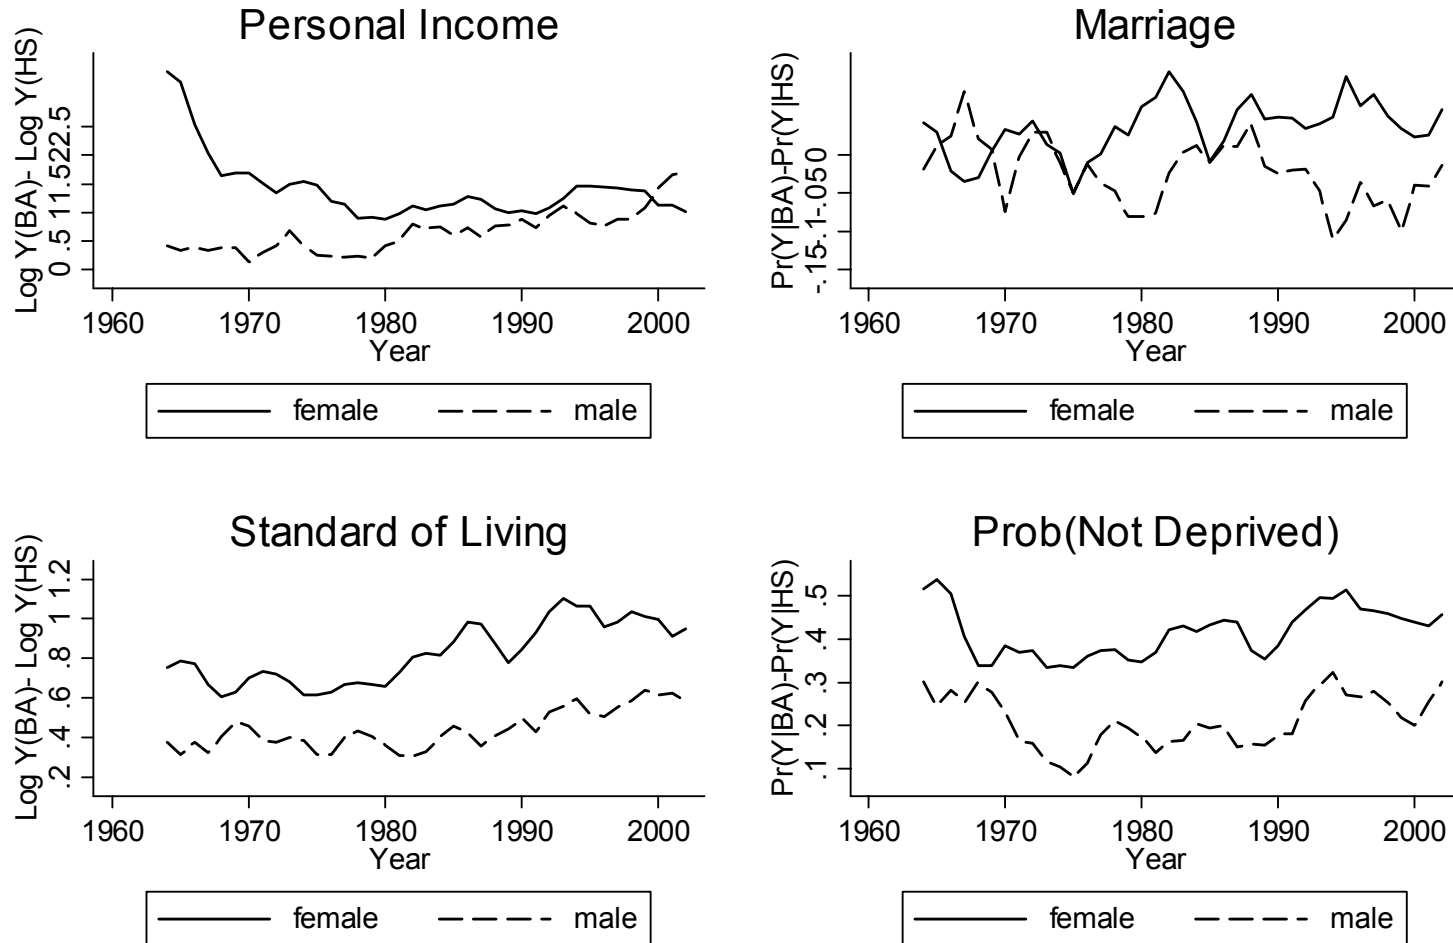 Personal Income
Log Y(BA)- Log Y(HS)
0 .5 1 1.5 2 2.5
1960 1970 1980 1990 2000
Year
female male
Marriage
Pr(Y|BA)-Pr(Y|HS)
-.15 -.1 -.05 0
1960 1970 1980 1990 2000
Year
female male
Standard of Living
Log Y(BA)- Log Y(HS)
.2 .4 .6 .8 1 1.2
1960 1970 1980 1990 2000
Year
female male
Prob(Not Deprived)
Pr(Y|BA)-Pr(Y|HS)
.1 .2 .3 .4 .5
1960 1970 1980 1990 2000
Year
female male